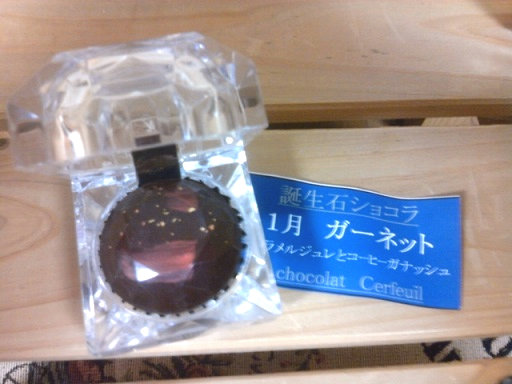 誕生石ショコラ
1月 ガーネット
ラメルジュレとコーヒーガナッシュ
chocolat Cerfeuil